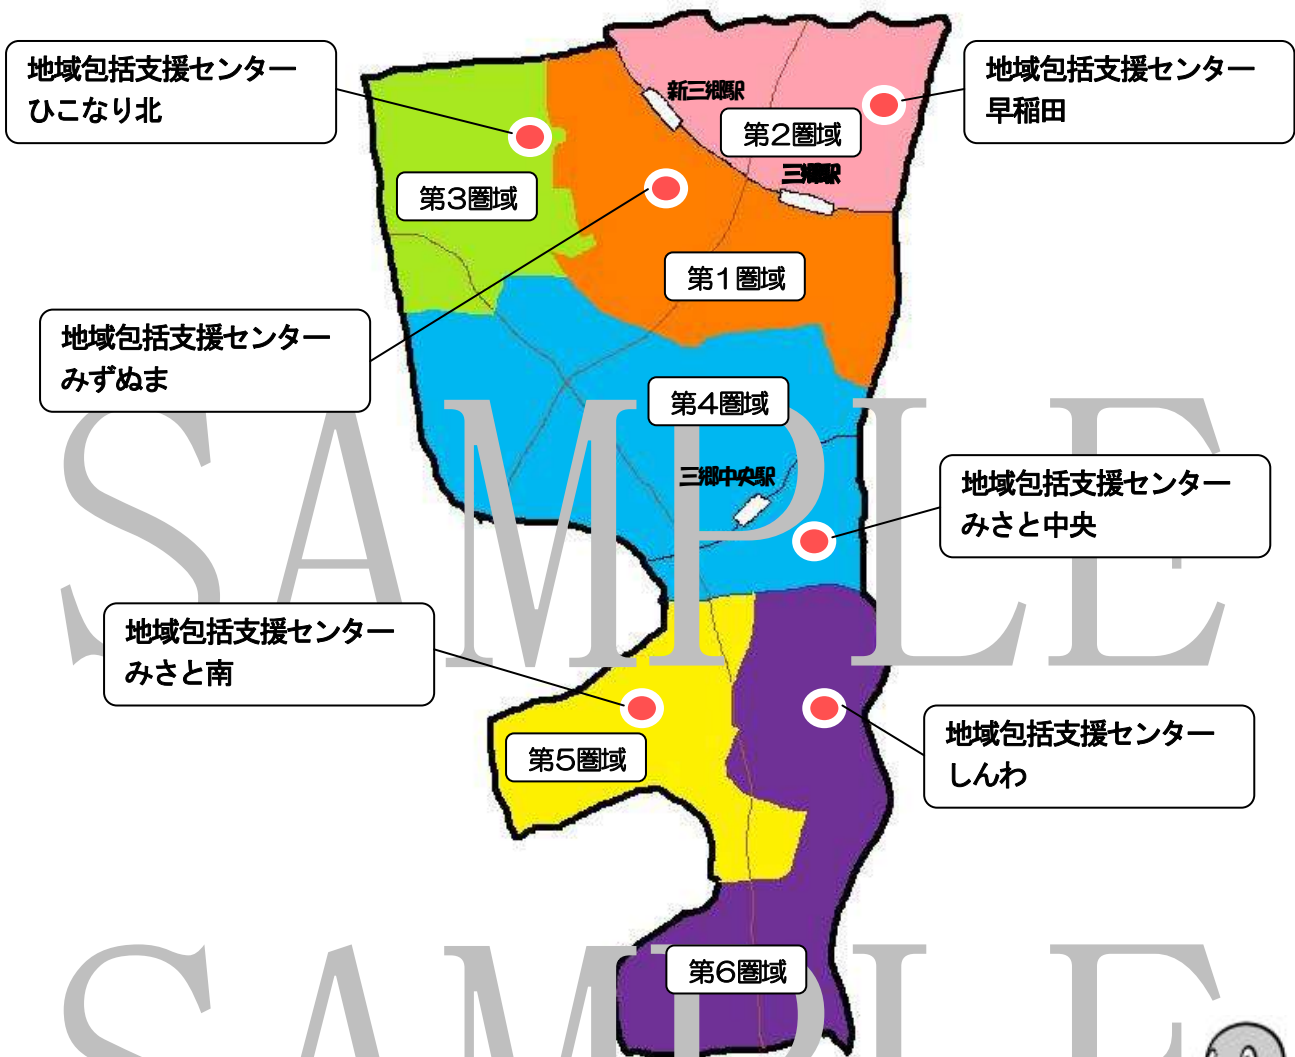 地域包括支援センター
ひこなり北
地域包括支援センター
早稲田
新三郷駅
第2圏域
三郷駅
第3圏域
第1圏域
地域包括支援センター
みずぬま
第4圏域
三郷中央駅
地域包括支援センター
みさと中央
SAMPLE
地域包括支援センター
みさと南
地域包括支援センター
しんわ
第5圏域
第6圏域
SAMPLE